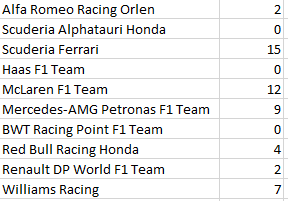 Alfa Romeo Racing Orlen 2
Scuderia Alphatauri Honda 0
Scuderia Ferrari 15
Haas F1 Team 0
McLaren F1 Team 12
Mercedes-AMG Petronas F1 Team 9
BWT Racing Point F1 Team 0
Red Bull Racing Honda 4
Renault DP World F1 Team 2
Williams Racing 7